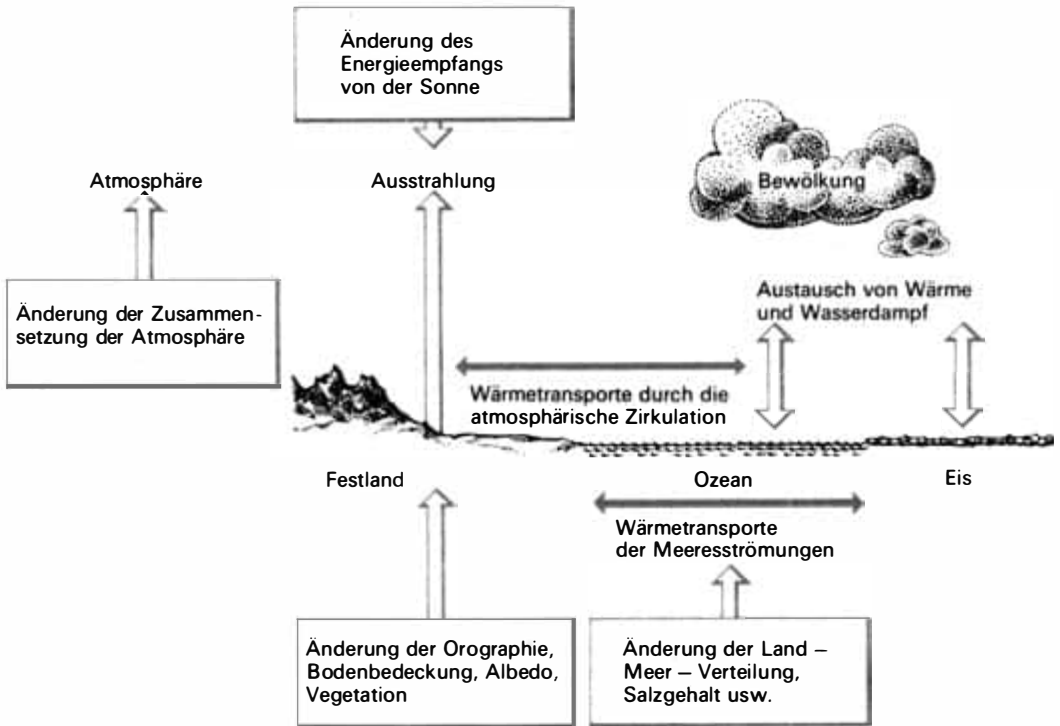 Änderung des
Energieempfangs
von der Sonne
Atmosphäre
Ausstrahlung
Bewölkung
Änderung der Zusammen-
setzung der Atmosphäre
Austausch von Wärme
und Wasserdampf
Wärmetransporte durch die
atmosphärische Zirkulation
Festland
Ozean
Eis
Wärmetransporte
der Meeresströmungen
Änderung der Orographie,
Bodenbedeckung, Albedo,
Vegetation
Änderung der Land –
Meer – Verteilung,
Salzgehalt usw.